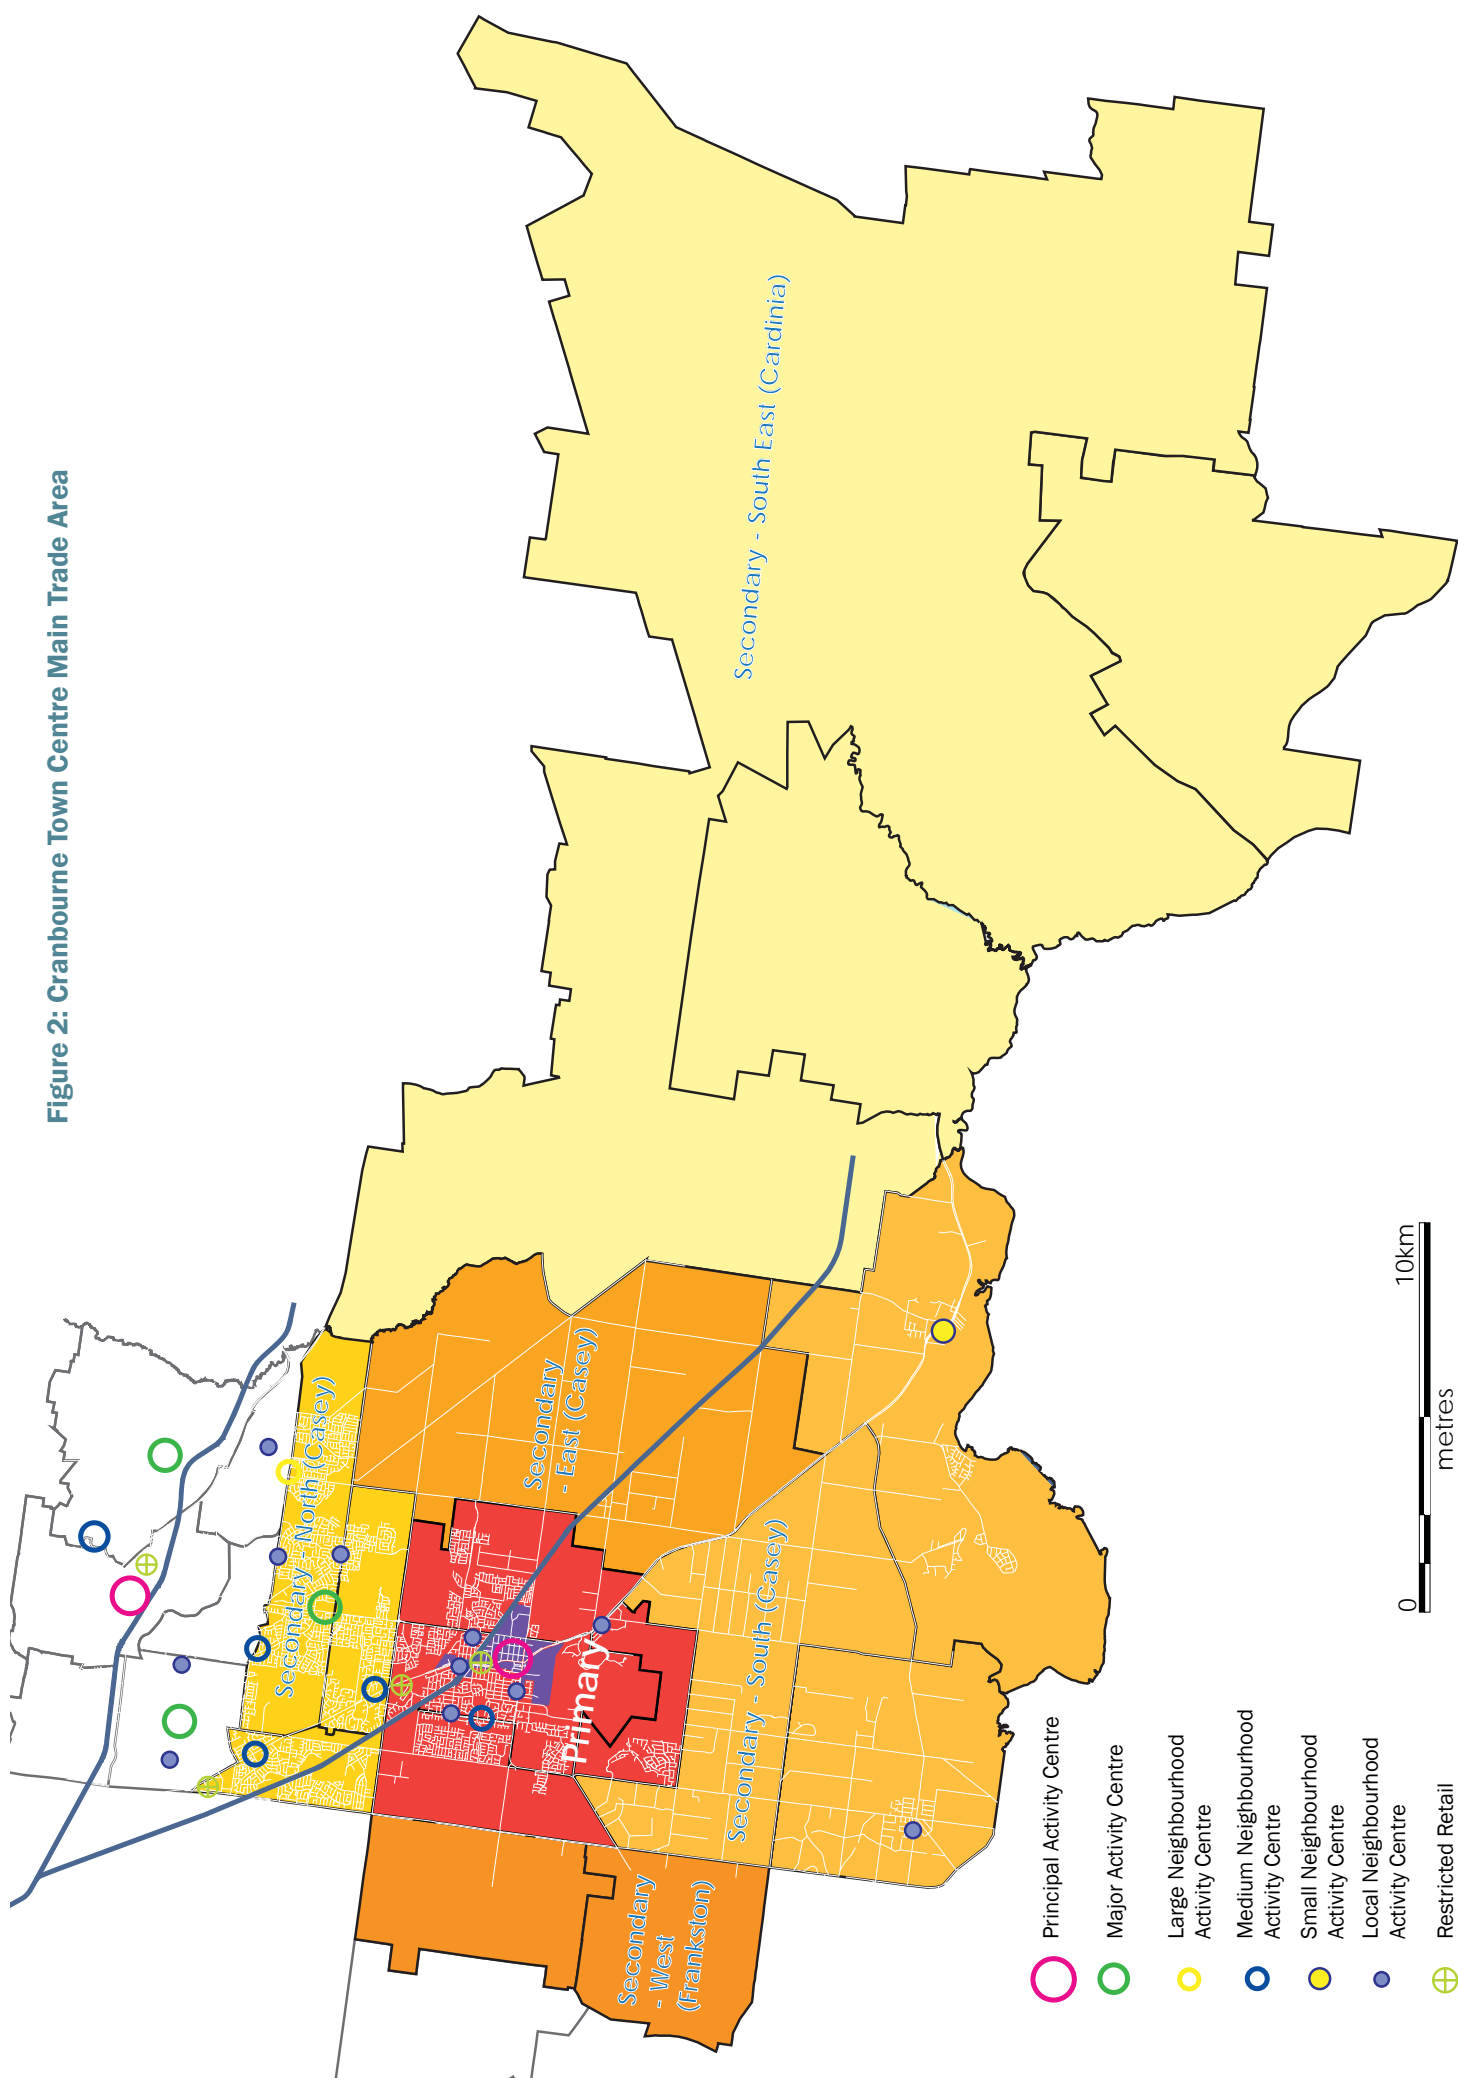 Figure 2: Cranbourne Town Centre Main Trade Area
Secondary - North (Casey)
Secondary
- East (Casey)
Secondary - South East (Cardinia)
Primary
Secondary
- West
(Frankston)
Secondary - South (Casey)
Principal Activity Centre
Major Activity Centre
Large Neighbourhood
Activity Centre
Medium Neighbourhood
Activity Centre
Small Neighbourhood
Activity Centre
Local Neighbourhood
Activity Centre
Restricted Retail
0
10km
metres